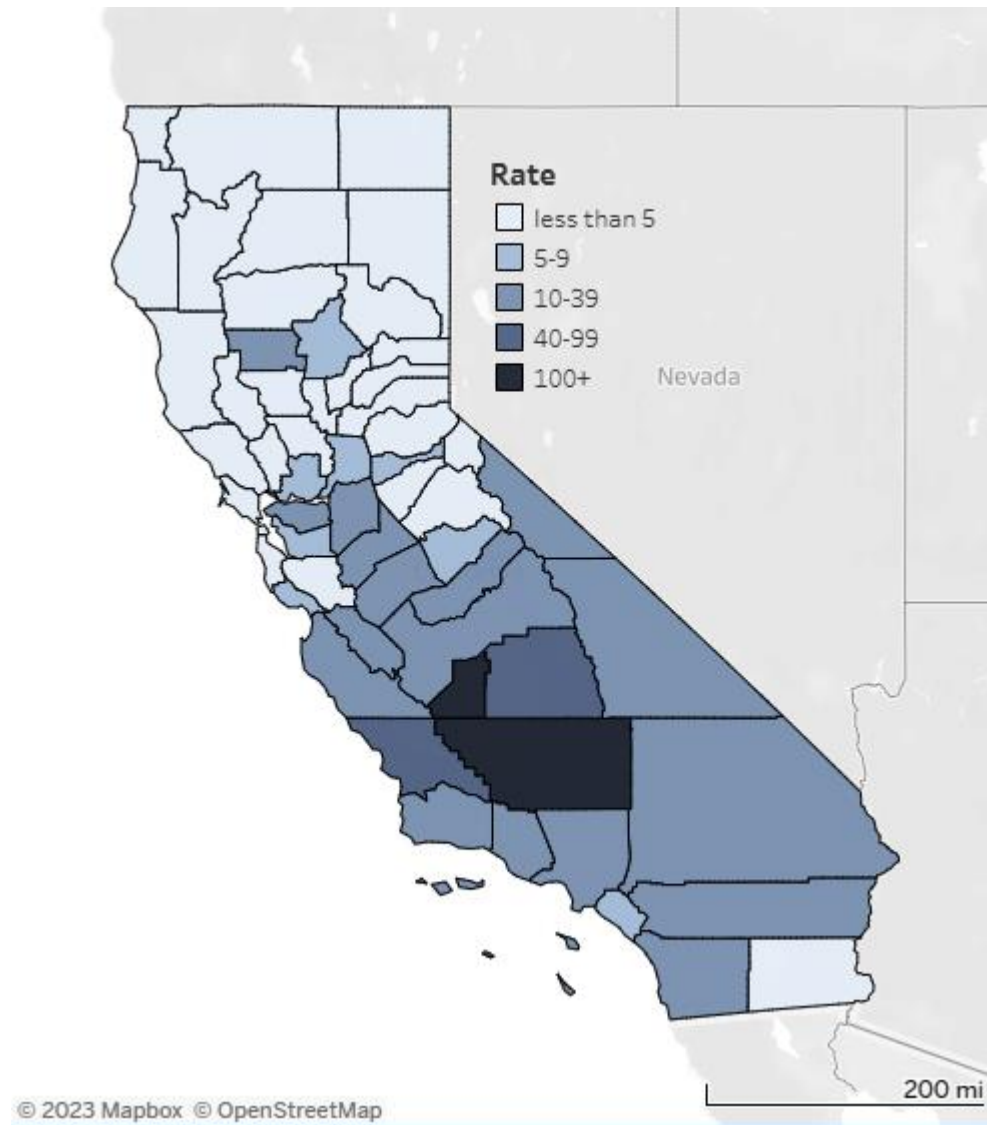 Rate
less than 5
5-9
10-39
40-99
100+
Nevada
200 mi
© 2023 Mapbox © OpenStreetMap